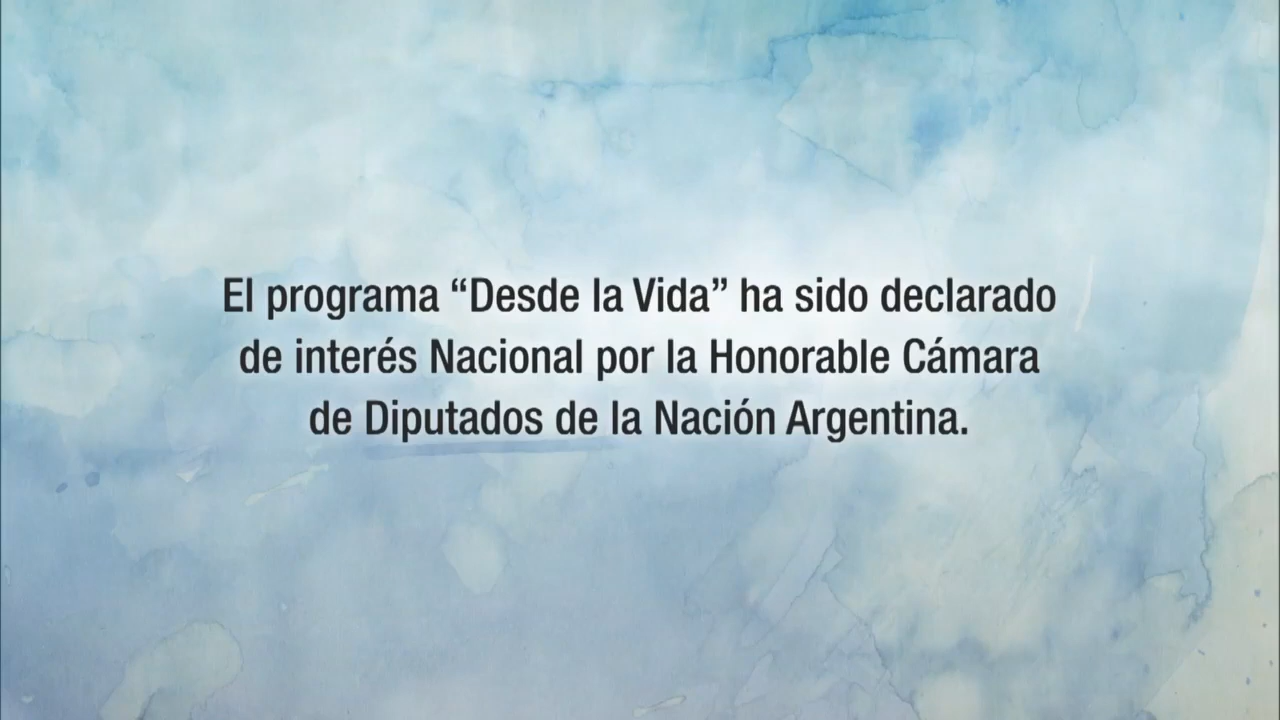 El programa “Desde la Vida” ha sido declarado
de interés Nacional por la Honorable Cámara
de Diputados de la Nación Argentina.